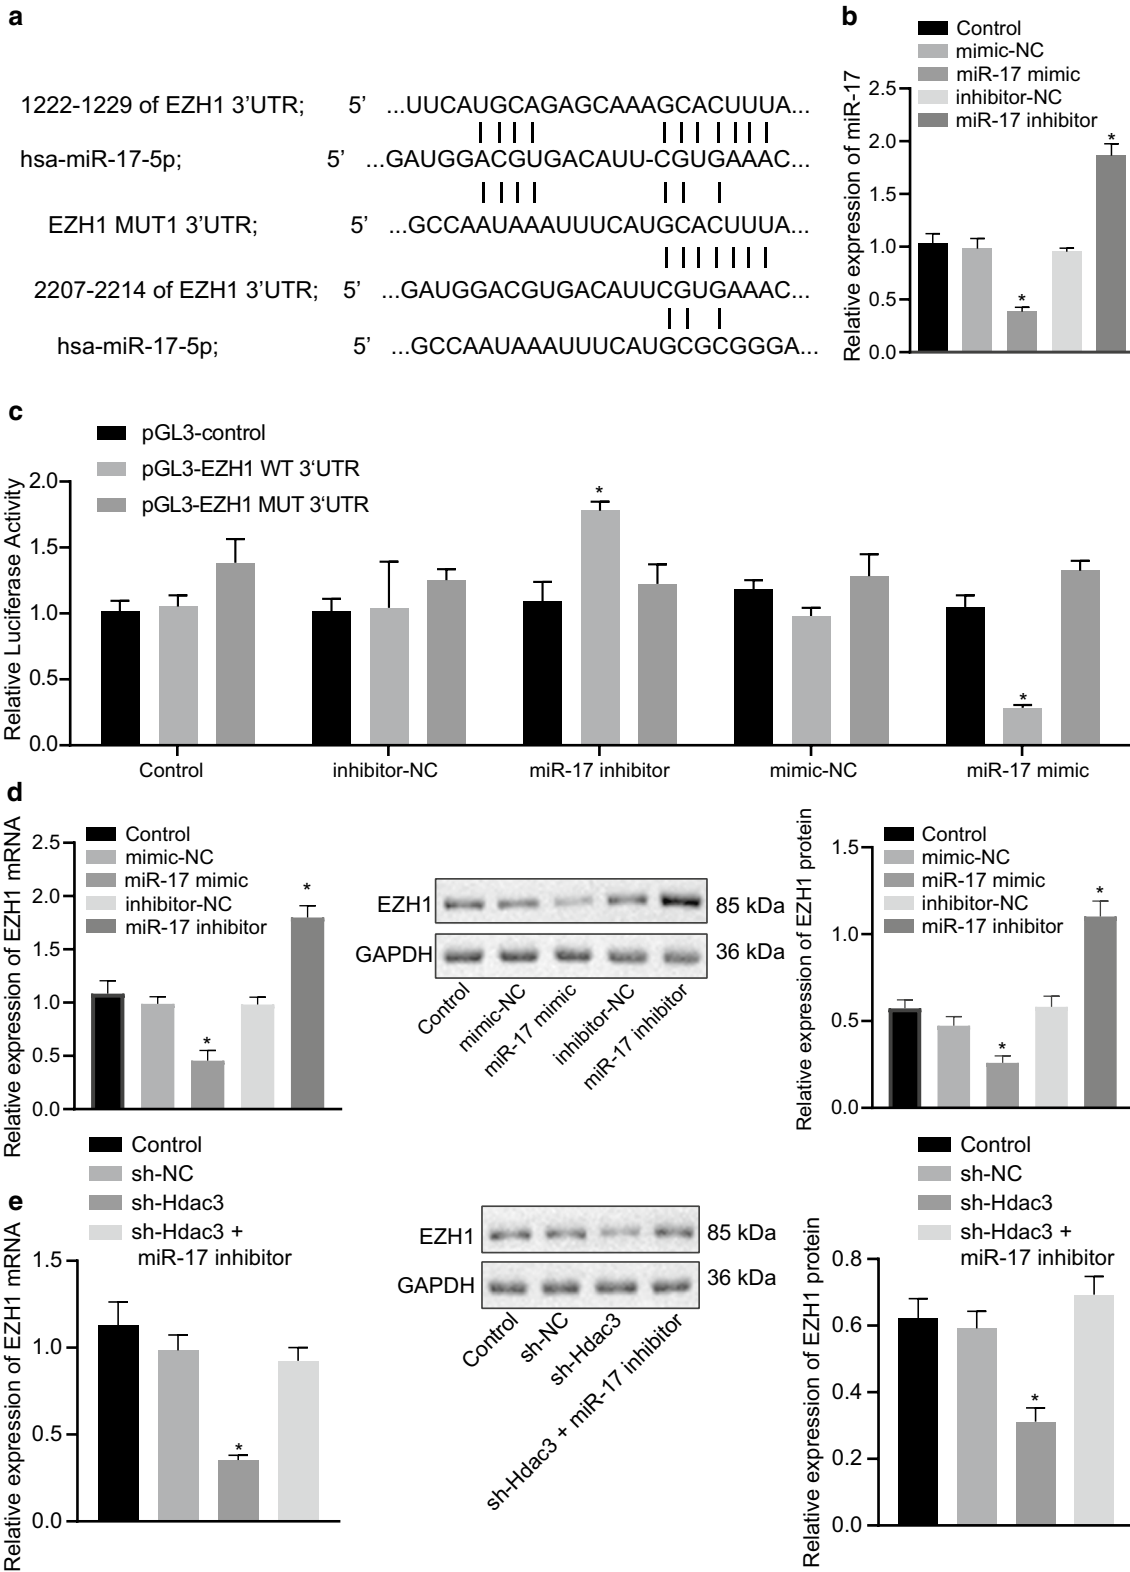 a
1222-1229 of EZH1 3'UTR; 5' ...UUCAUGCAGAGCAAAGCACUUUA...
hsa-miR-17-5p; 5' ...GAUGGACGUGACAUU-CGUGAAAC...
EZH1 MUT1 3'UTR; 5' ...GCCAAUAAAUUUCAUGCACUUUA...
2207-2214 of EZH1 3'UTR; 5' ...GAUGGACGUGACAUUCGUGAAAC...
hsa-miR-17-5p; 5' ...GCCAAUAAAUUUCAUGCGCGGGA...
b
Control
mimic-NC
miR-17 mimic
inhibitor-NC
miR-17 inhibitor
Relative expression of miR-17
2.5
2.0
1.5
1.0
0.5
0.0
*
*
c
pGL3-control
pGL3-EZH1 WT 3'UTR
pGL3-EZH1 MUT 3'UTR
Relative Luciferase Activity
2.0
1.5
1.0
0.5
0.0
*
*
Control
inhibitor-NC
miR-17 inhibitor
mimic-NC
miR-17 mimic
d
Control
mimic-NC
miR-17 mimic
inhibitor-NC
miR-17 inhibitor
Relative expression of EZH1 mRNA
2.5
2.0
1.5
1.0
0.5
0.0
*
*
EZH1
85 kDa
GAPDH
36 kDa
Control
mimic-NC
miR-17 mimic
inhibitor-NC
miR-17 inhibitor
Control
mimic-NC
miR-17 mimic
inhibitor-NC
miR-17 inhibitor
Relative expression of EZH1 protein
1.5
1.0
0.5
0.0
*
*
e
Control
sh-NC
sh-Hdac3
sh-Hdac3 +
miR-17 inhibitor
Relative expression of EZH1 mRNA
1.5
1.0
0.5
0.0
*
EZH1
85 kDa
GAPDH
36 kDa
Control
sh-NC
sh-Hdac3
sh-Hdac3 + miR-17 inhibitor
Control
sh-NC
sh-Hdac3
sh-Hdac3 +
miR-17 inhibitor
Relative expression of EZH1 protein
0.8
0.6
0.4
0.2
0.0
*